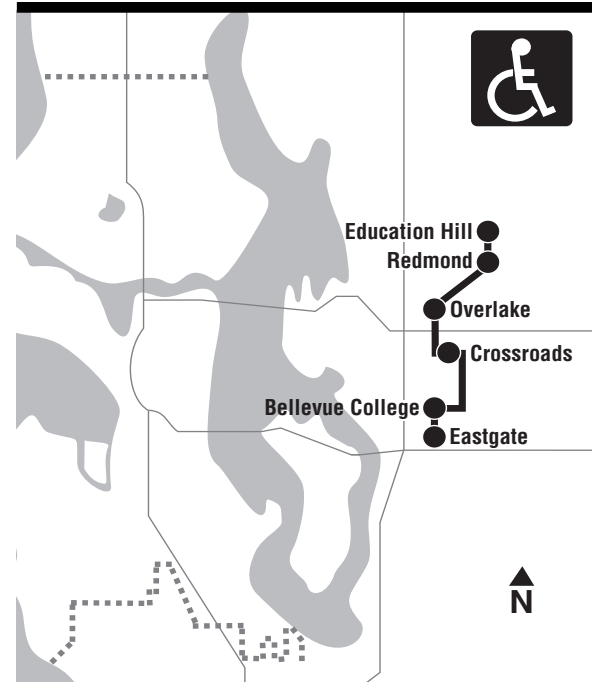 Education Hill
Redmond
Overlake
Crossroads
Bellevue College
Eastgate
N